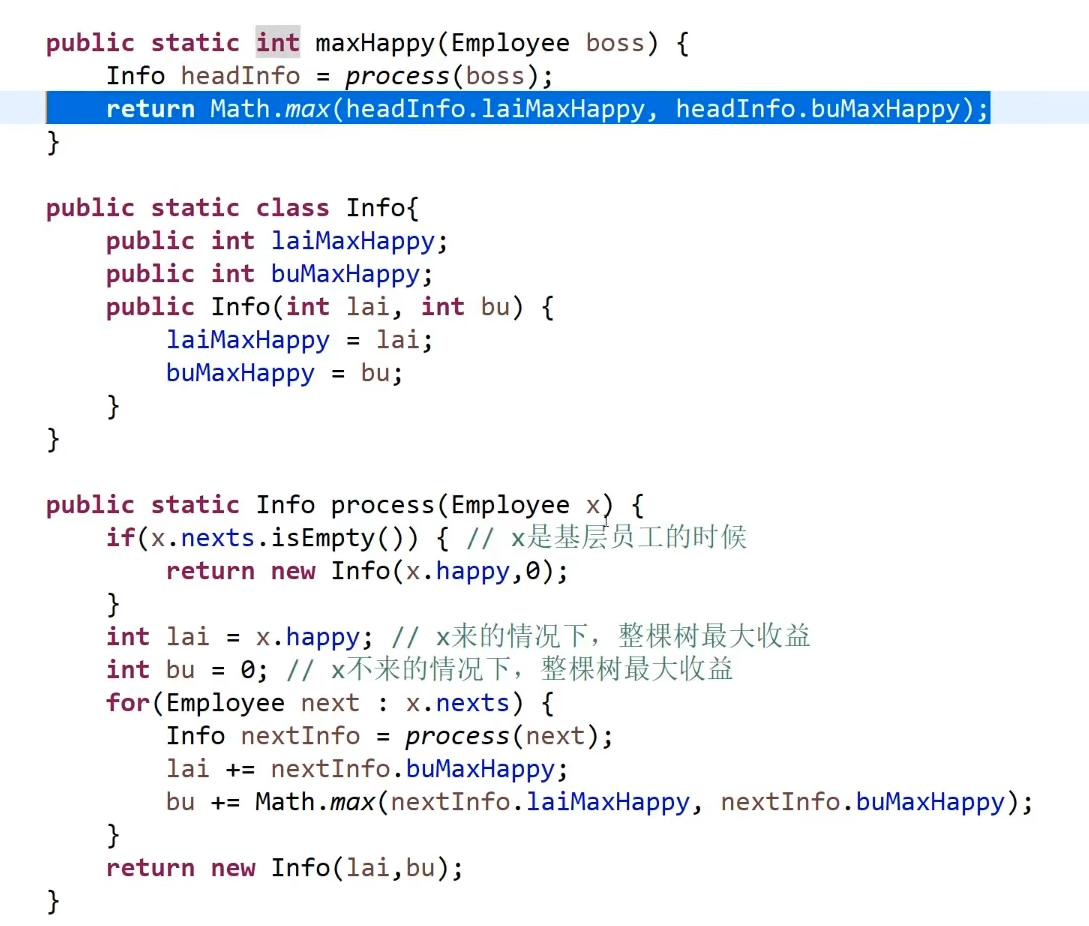 public static int maxHappy(Employee boss) {
    Info headInfo = process(boss);
    return Math.max(headInfo.laiMaxHappy, headInfo.buMaxHappy);
}

public static class Info{
    public int laiMaxHappy;
    public int buMaxHappy;
    public Info(int lai, int bu) {
        laiMaxHappy = lai;
        buMaxHappy = bu;
    }
}

public static Info process(Employee x) {
    if(x.nexts.isEmpty()) { // x是基层员工的时候
        return new Info(x.happy,0);
    }
    int lai = x.happy; // x来的情况下，整棵树最大收益
    int bu = 0; // x不来的情况下，整棵树最大收益
    for(Employee next : x.nexts) {
        Info nextInfo = process(next);
        lai += nextInfo.buMaxHappy;
        bu += Math.max(nextInfo.laiMaxHappy, nextInfo.buMaxHappy);
    }
    return new Info(lai,bu);
}